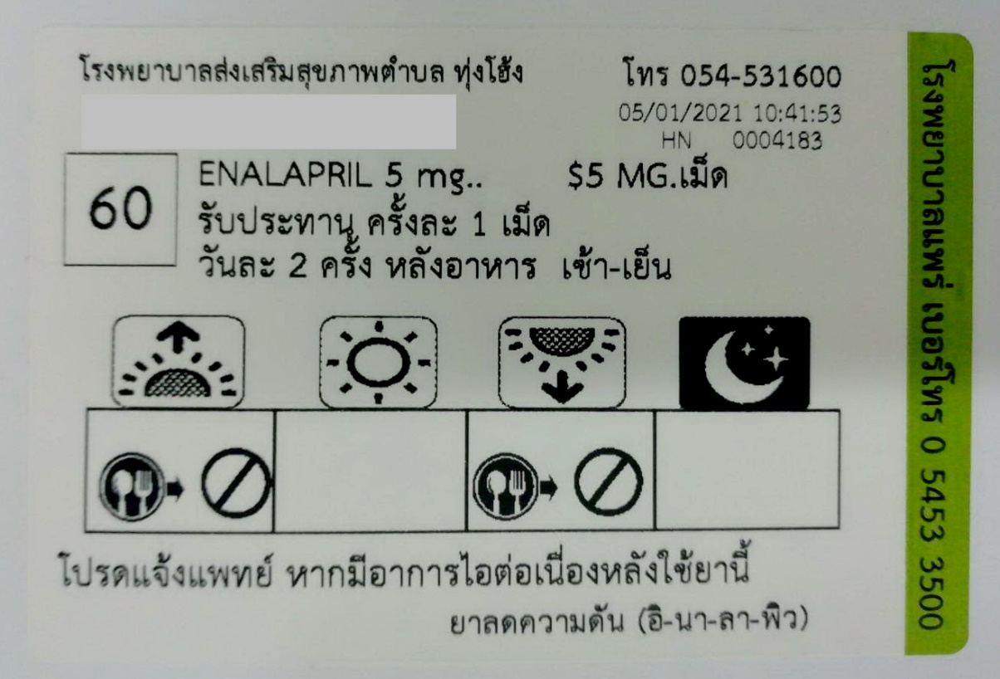 โรงพยาบาลส่งเสริมสุขภาพตำบล ทุ่งโฮ้ง
โทร 054-531600
05/01/2021 10:41:53
HN 0004183
60
ENALAPRIL 5 mg.. $5 MG.เม็ด
รับประทาน ครั้งละ 1 เม็ด
วันละ 2 ครั้ง หลังอาหาร เช้า-เย็น
โปรดแจ้งแพทย์ หากมีอาการไอต่อเนื่องหลังใช้ยานี้
ยาลดความดัน (อิ-นา-ลา-พิว)
โรงพยาบาลแพร่ เบอร์โทร 0 5453 3500